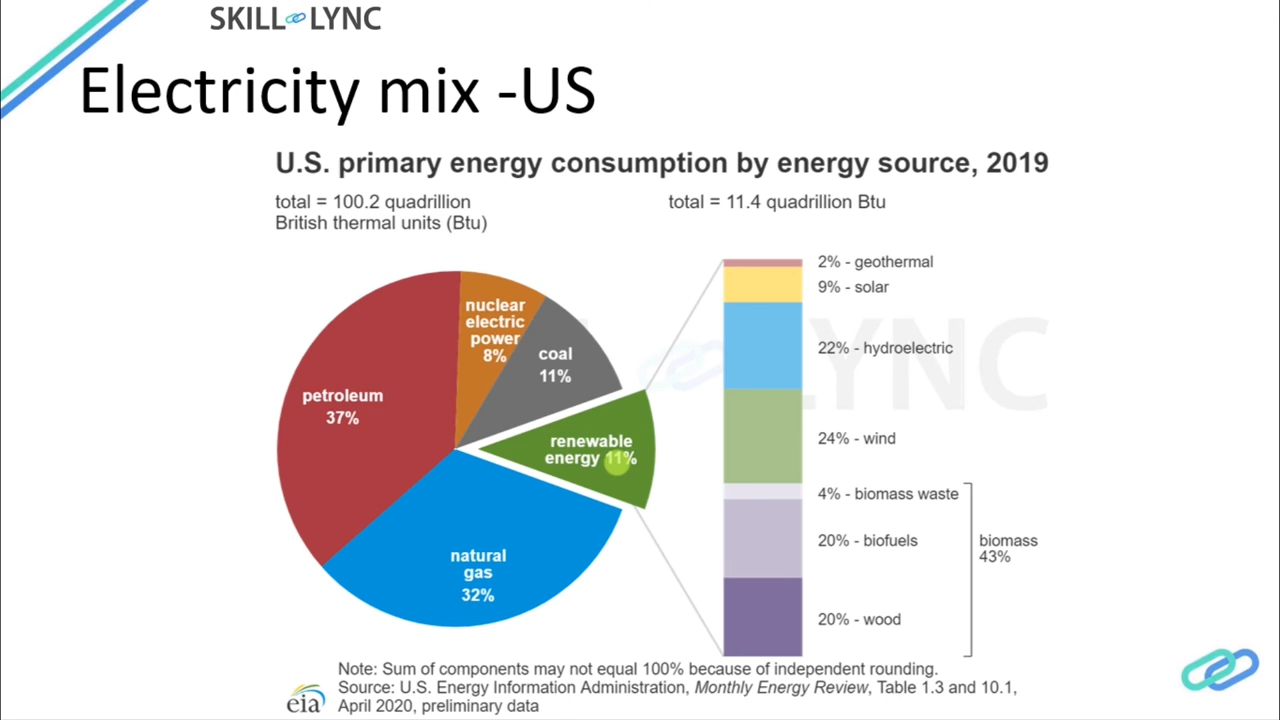 SKILL LYNC
Electricity mix -US
U.S. primary energy consumption by energy source, 2019
total = 100.2 quadrillion
British thermal units (Btu)
total = 11.4 quadrillion Btu
nuclear
electric
power
8%
coal
11%
petroleum
37%
renewable
energy 11%
natural
gas
32%
2% - geothermal
9% - solar
22% - hydroelectric
24% - wind
4% - biomass waste
20% - biofuels
20% - wood
biomass
43%
YNC
Note: Sum of components may not equal 100% because of independent rounding.
Source: U.S. Energy Information Administration, Monthly Energy Review, Table 1.3 and 10.1,
April 2020, preliminary data
eia